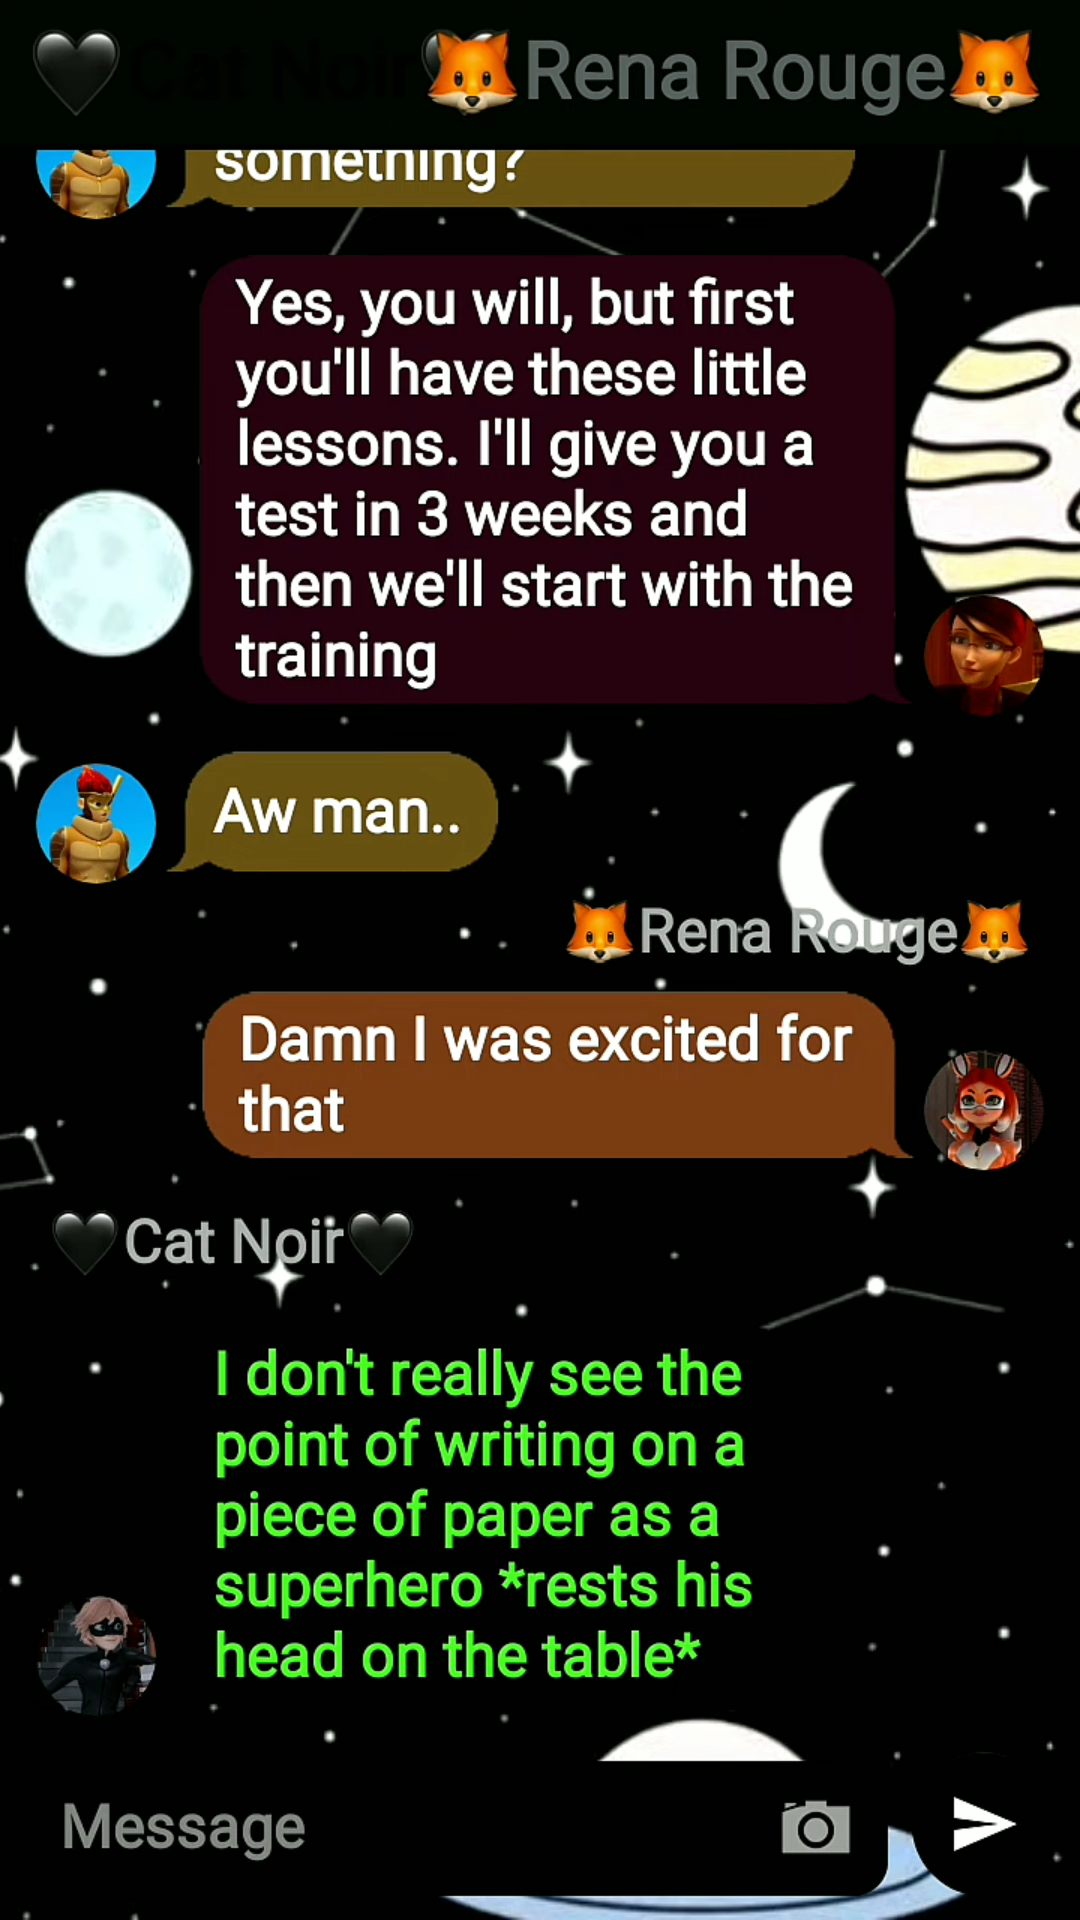 🖤Cat Noir🖤 🦊Rena Rouge🦊
something?
Yes, you will, but first
you'll have these little
lessons. I'll give you a
test in 3 weeks and
then we'll start with the
training
Aw man..
🦊Rena Rouge🦊
Damn I was excited for
that
🖤Cat Noir🖤
I don't really see the
point of writing on a
piece of paper as a
superhero *rests his
head on the table*
Message